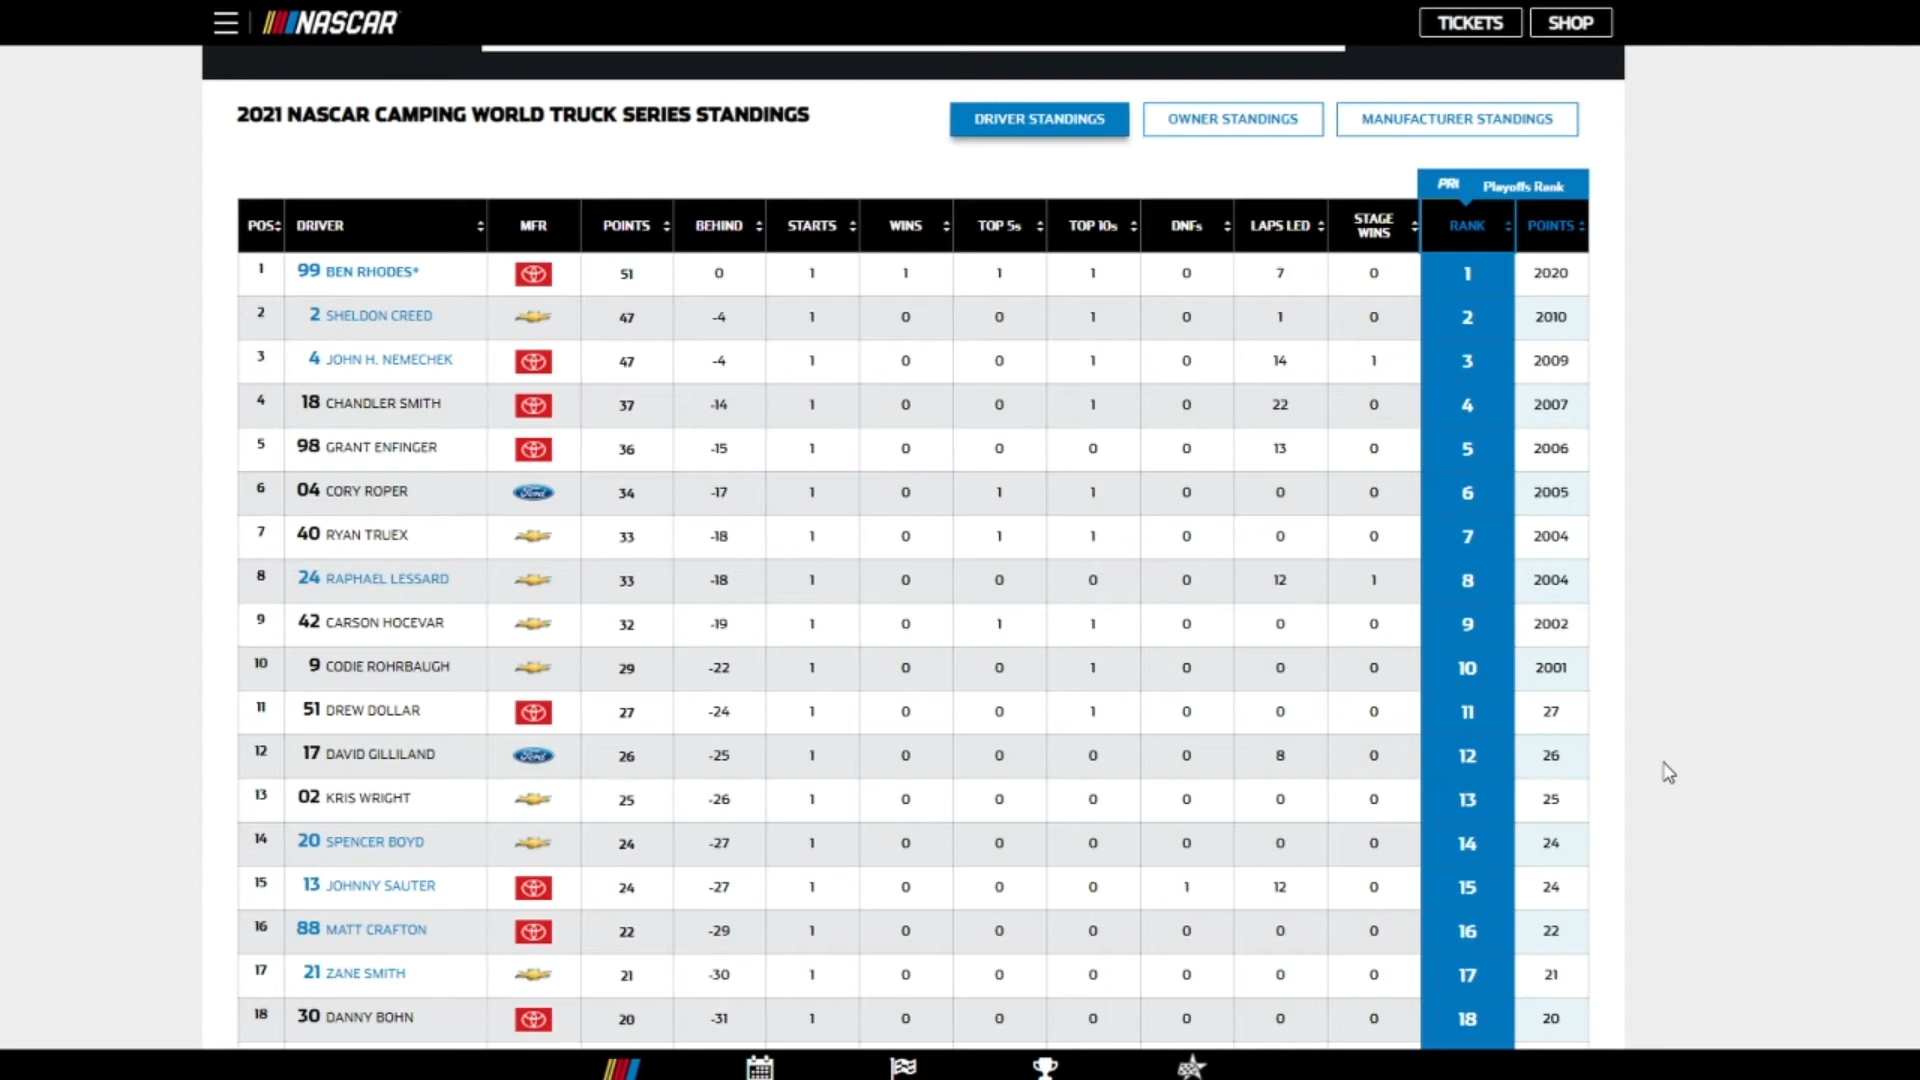 NASCAR
TICKETS SHOP
2021 NASCAR CAMPING WORLD TRUCK SERIES STANDINGS
DRIVER STANDINGS OWNER STANDINGS MANUFACTURER STANDINGS
Playoffs Rank
POS DRIVER MFR POINTS BEHIND STARTS WINS TOP 5s TOP 10s DNFs LAPS LED STAGE WINS RANK POINTS
1 99 BEN RHODES* 51 0 1 1 1 1 0 7 0 1 2020
2 2 SHELDON CREED 47 -4 1 0 0 1 0 1 0 2 2010
3 4 JOHN H. NEMECHEK 47 -4 1 0 0 1 0 14 1 3 2009
4 18 CHANDLER SMITH 37 -14 1 0 0 1 0 22 0 4 2007
5 98 GRANT ENFINGER 36 -15 1 0 0 0 0 13 0 5 2006
6 04 CORY ROPER Ford 34 -17 1 0 1 1 0 0 0 6 2005
7 40 RYAN TRUEX 33 -18 1 0 1 1 0 0 0 7 2004
8 24 RAPHAEL LESSARD 33 -18 1 0 0 0 0 12 1 8 2004
9 42 CARSON HOCEVAR 32 -19 1 0 1 1 0 0 0 9 2002
10 9 CODIE ROHRBAUGH 29 -22 1 0 0 1 0 0 0 10 2001
11 51 DREW DOLLAR 27 -24 1 0 0 1 0 0 0 11 27
12 17 DAVID GILLILAND Ford 26 -25 1 0 0 0 0 8 0 12 26
13 02 KRIS WRIGHT 25 -26 1 0 0 0 0 0 0 13 25
14 20 SPENCER BOYD 24 -27 1 0 0 0 0 0 0 14 24
15 13 JOHNNY SAUTER 24 -27 1 0 0 0 1 12 0 15 24
16 88 MATT CRAFTON 22 -29 1 0 0 0 0 0 0 16 22
17 21 ZANE SMITH 21 -30 1 0 0 0 0 0 0 17 21
18 30 DANNY BOHN 20 -31 1 0 0 0 0 0 0 18 20